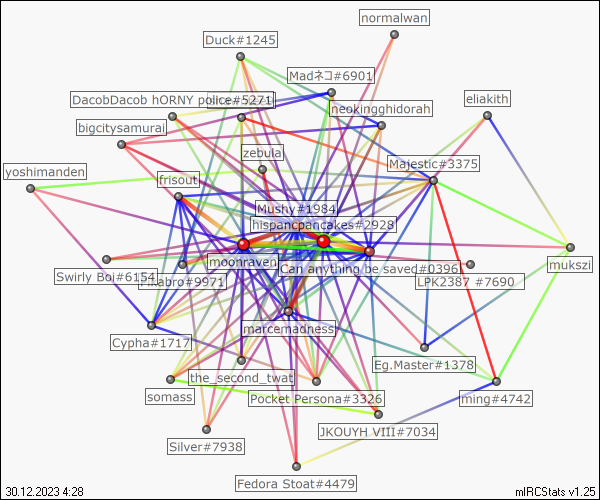 normalwan
Duck#1245
Madネコ#6901
DacobDacob hORNY police#5271
neokingghidorah
eliakith
bigcitysamurai
zebula
Majestic#3375
yoshimanden
frisout
Mushy#1984
hispancpancakes#2928
moonraven
Can anything be saved#0396
mukszi
Swirly Boi#6154
#9971
LPK2387 #7690
marcemadness
Cypha#1717
Eg.Master#1378
the_second_twat
somass
Pocket Persona#3326
ming#4742
JKOUYH VIII#7034
Silver#7938
Fedora Stoat#4479
30.12.2023 4:28
mIRCStats v1.25